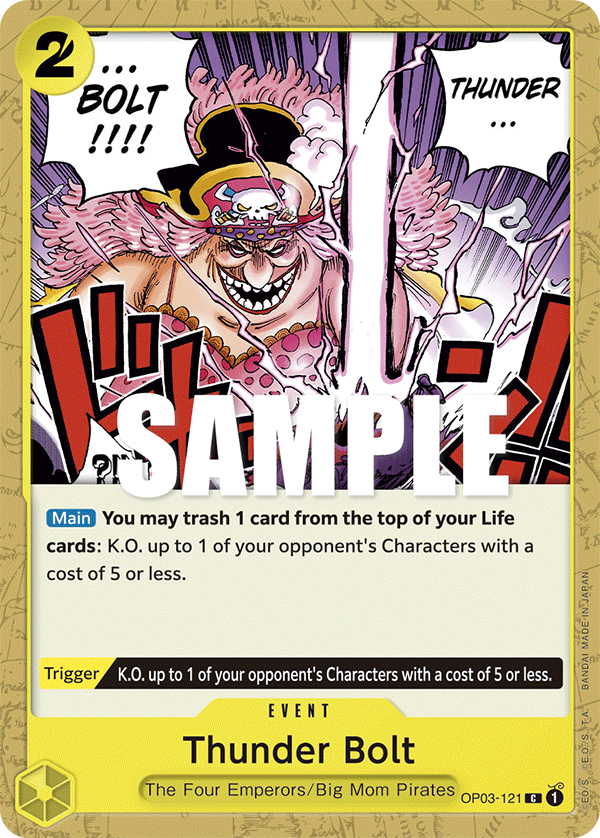 2
...
BOLT
!!!!
THUNDER
...
SAMPLE
Main You may trash 1 card from the top of your Life
cards: K.O. up to 1 of your opponent's Characters with a
cost of 5 or less.
Trigger K.O. up to 1 of your opponent's Characters with a cost of 5 or less.
EVENT
Thunder Bolt
The Four Emperors/Big Mom Pirates
OP03-121 C 1
BANDAI MADE IN JAPAN